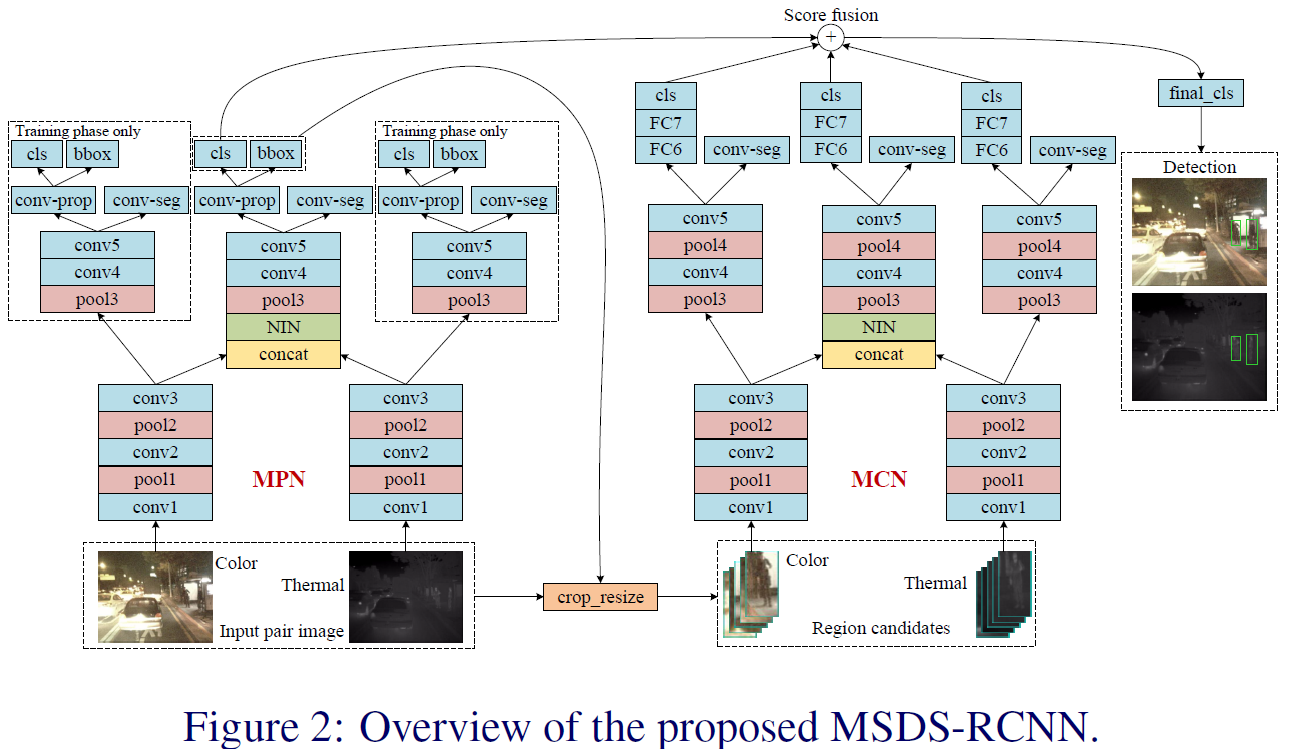 Score fusion
+
final_cls
Detection
Training phase only
cls
bbox
conv-prop
conv-seg
conv5
conv4
pool3
cls
bbox
conv-prop
conv-seg
conv5
conv4
pool3
NIN
concat
Training phase only
cls
bbox
conv-prop
conv-seg
conv5
conv4
pool3
conv3
pool2
conv2
pool1
conv1
MPN
conv3
pool2
conv2
pool1
conv1
Color
Thermal
Input pair image
crop_resize
cls
FC7
FC6
conv-seg
conv5
pool4
conv4
pool3
cls
FC7
FC6
conv-seg
conv5
pool4
conv4
pool3
NIN
concat
cls
FC7
FC6
conv-seg
conv5
pool4
conv4
pool3
conv3
pool2
conv2
pool1
conv1
MCN
conv3
pool2
conv2
pool1
conv1
Color
Thermal
Region candidates
Figure 2: Overview of the proposed MSDS-RCNN.